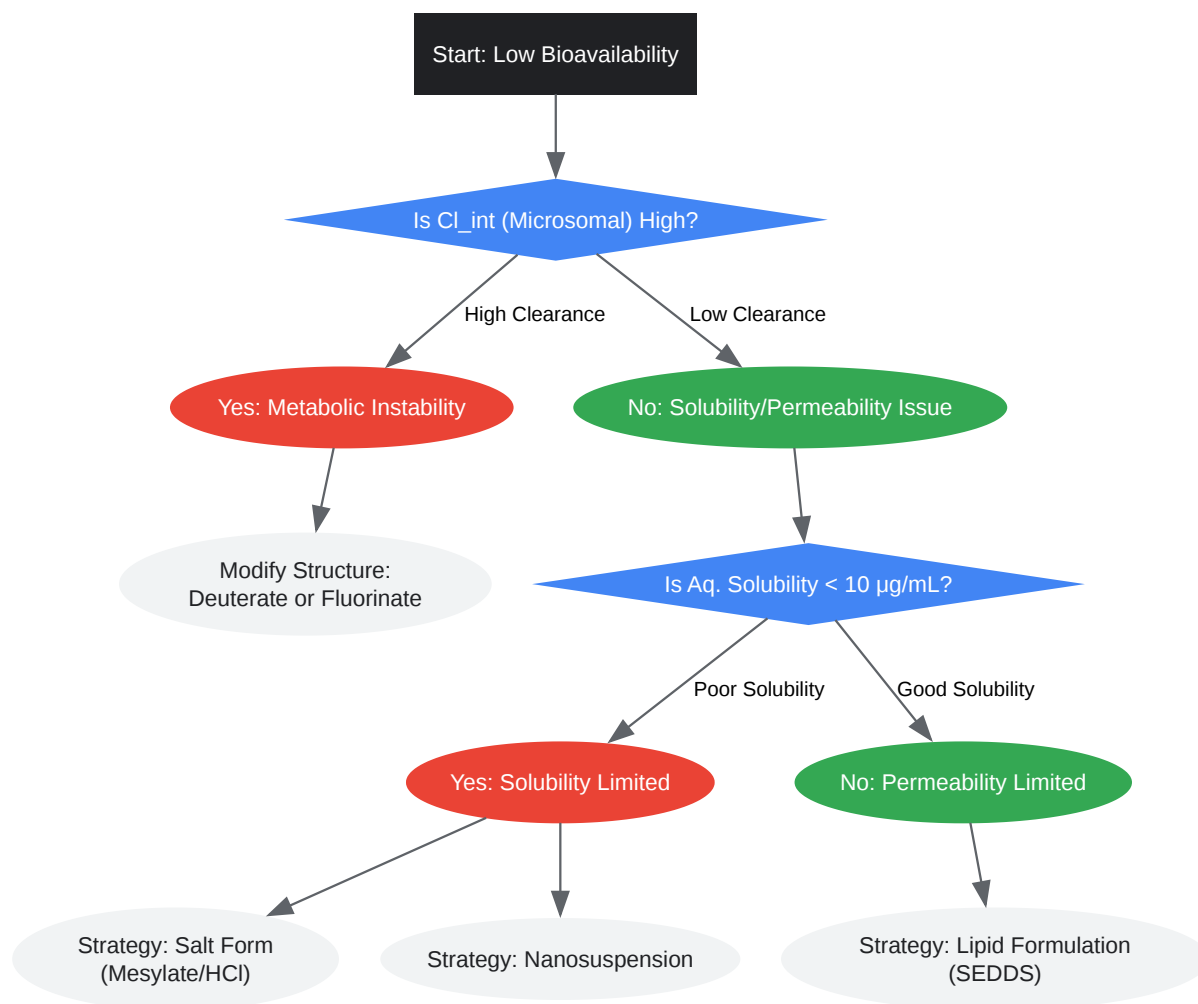 Start: Low Bioavailability
Is Cl_int (Microsomal) High?
High Clearance
Low Clearance
Yes: Metabolic Instability
No: Solubility/Permeability Issue
Modify Structure:
Deuterate or Fluorinate
Is Aq. Solubility < 10 µg/mL?
Poor Solubility
Good Solubility
Yes: Solubility Limited
No: Permeability Limited
Strategy: Salt Form
(Mesylate/HCl)
Strategy: Nanosuspension
Strategy: Lipid Formulation
(SEDDS)